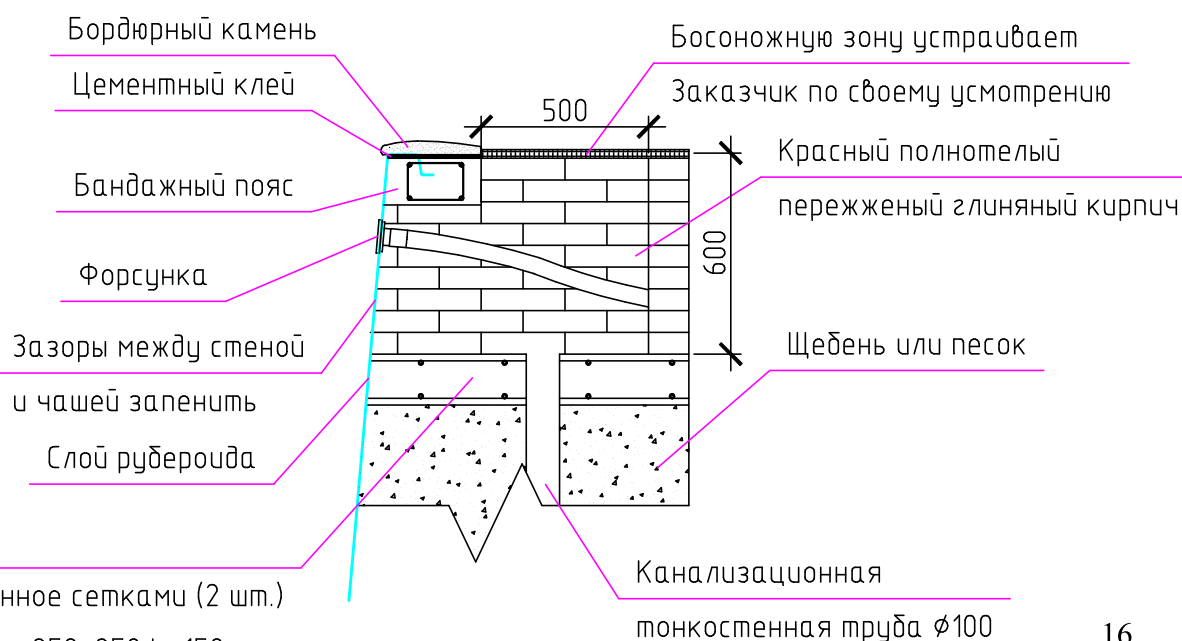 Бордюрный камень
Цементный клей
Бандажный пояс
Форсунка
Зазоры между стеной
и чашей запенить
Слой рубероида
нное сетками (2 шт.)
500
600
Босоножную зону устраивает
Заказчик по своему усмотрению
Красный полнотелый
пережженый глиняный кирпич
Щебень или песок
Канализационная
тонкостенная труба ⌀100
16